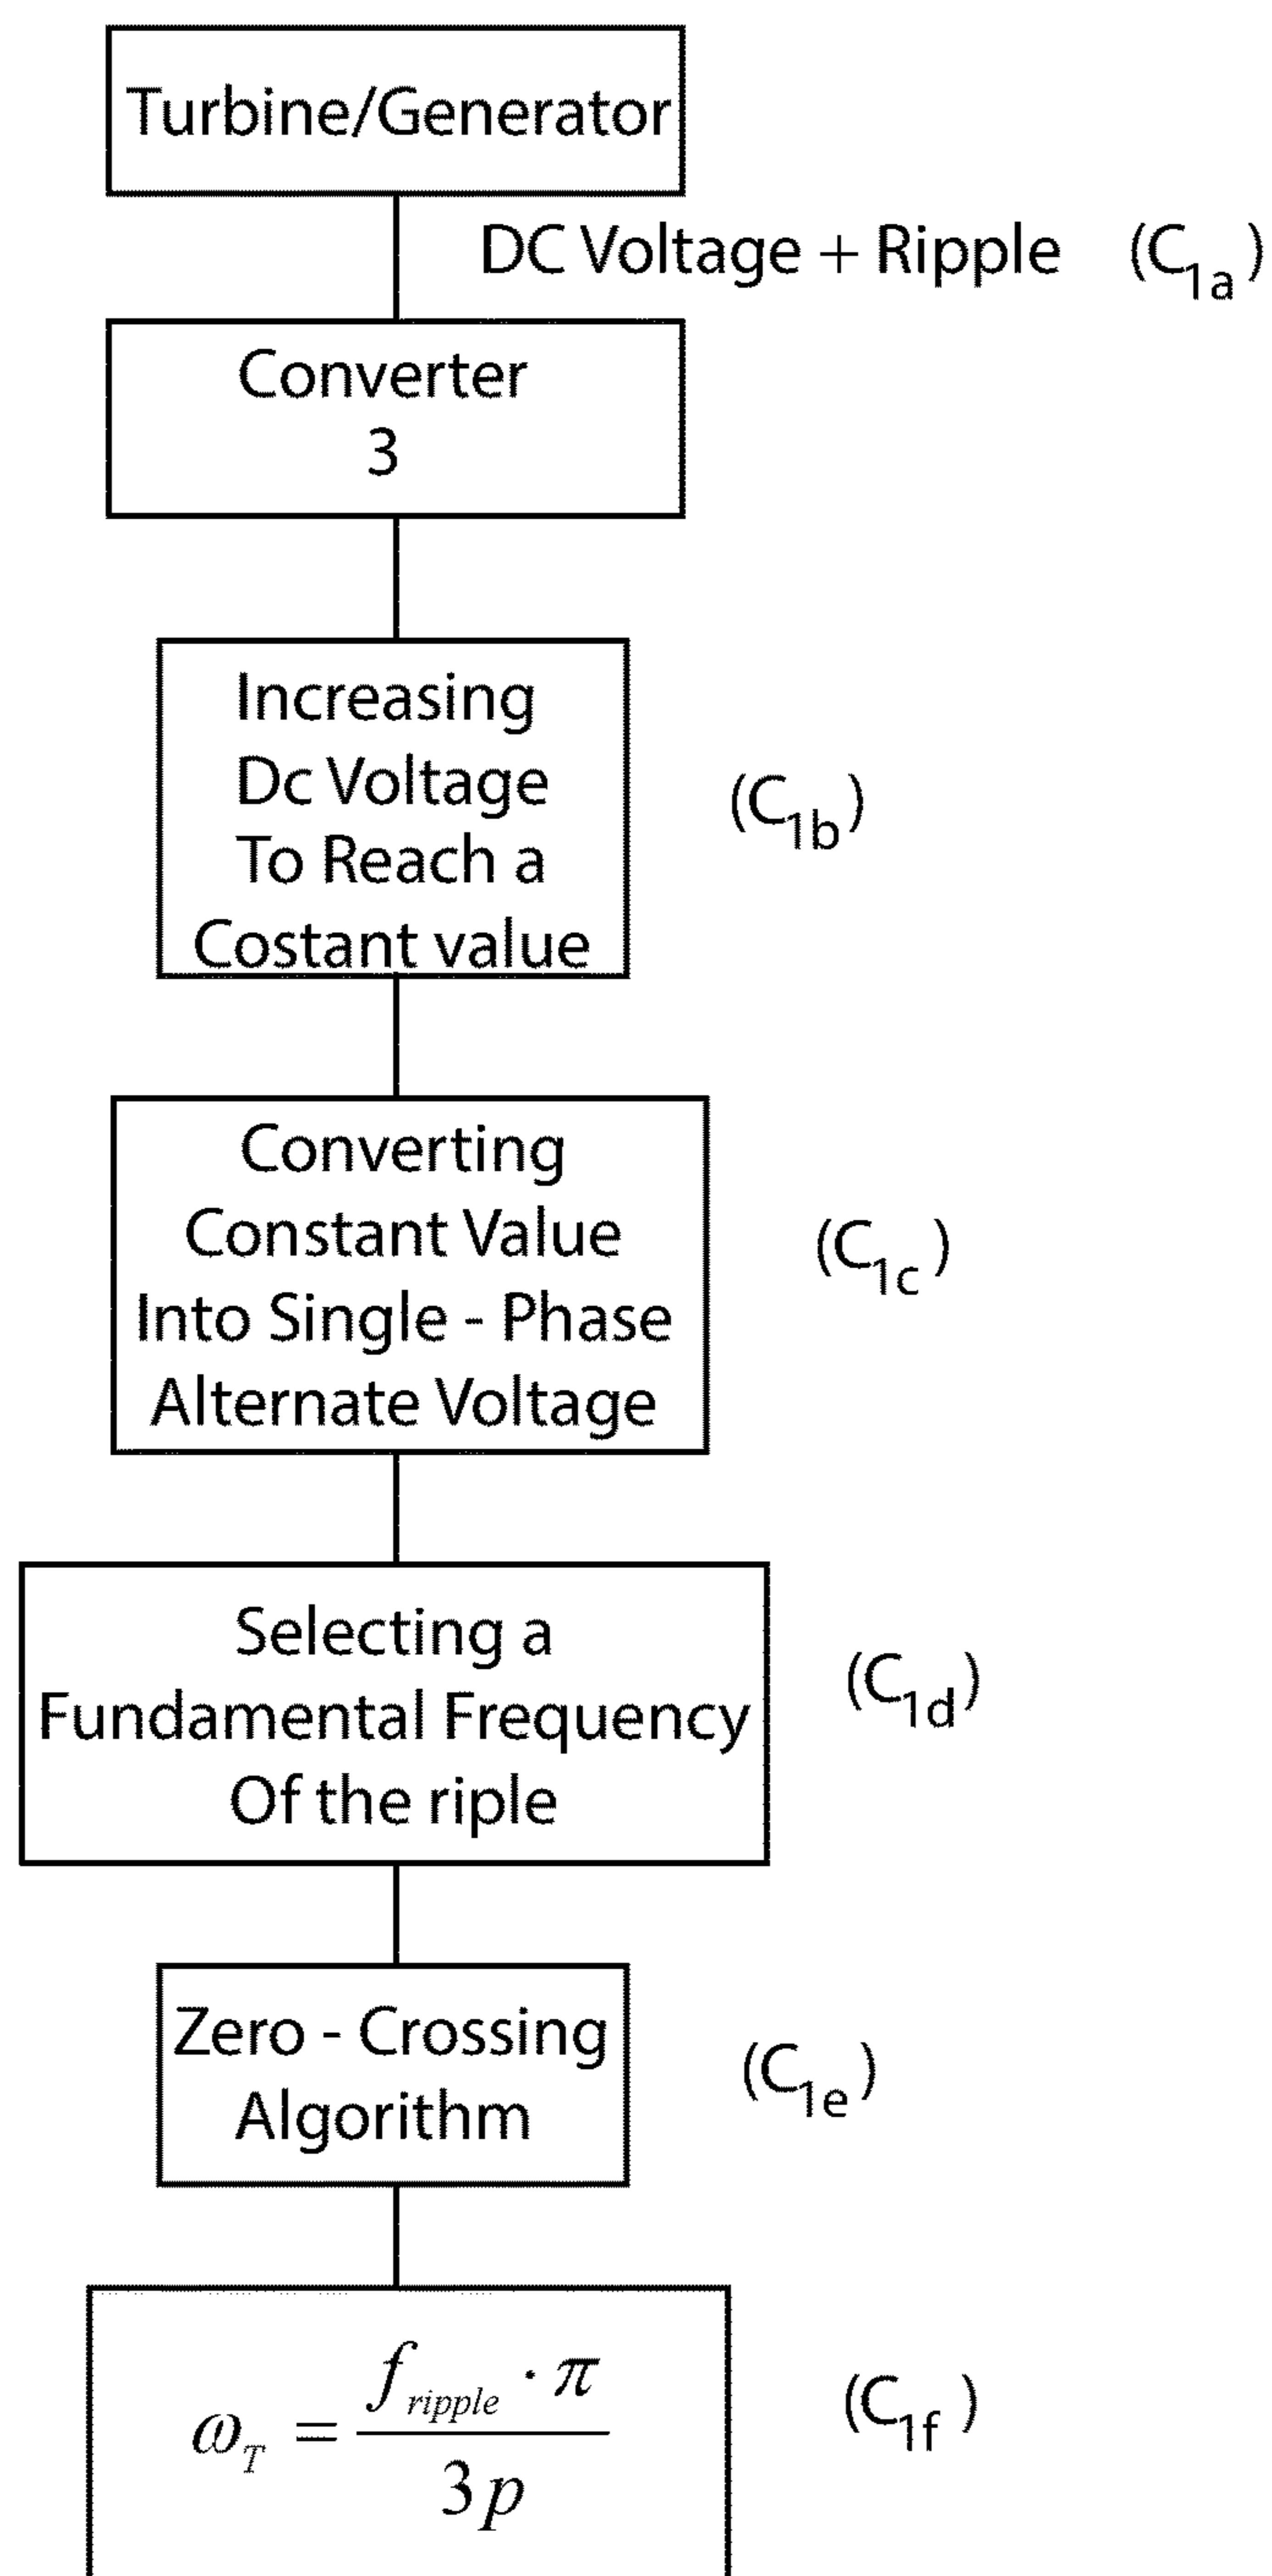 Turbine/Generator
DC Voltage + Ripple (C1a)
Converter
3
Increasing
Dc Voltage
To Reach a
Costant value
(C1b)
Converting
Constant Value
Into Single - Phase
Alternate Voltage
(C1c)
Selecting a
Fundamental Frequency
Of the riple
(C1d)
Zero - Crossing
Algorithm
(C1e)
ωT = fripple · π / 3p
(C1f)